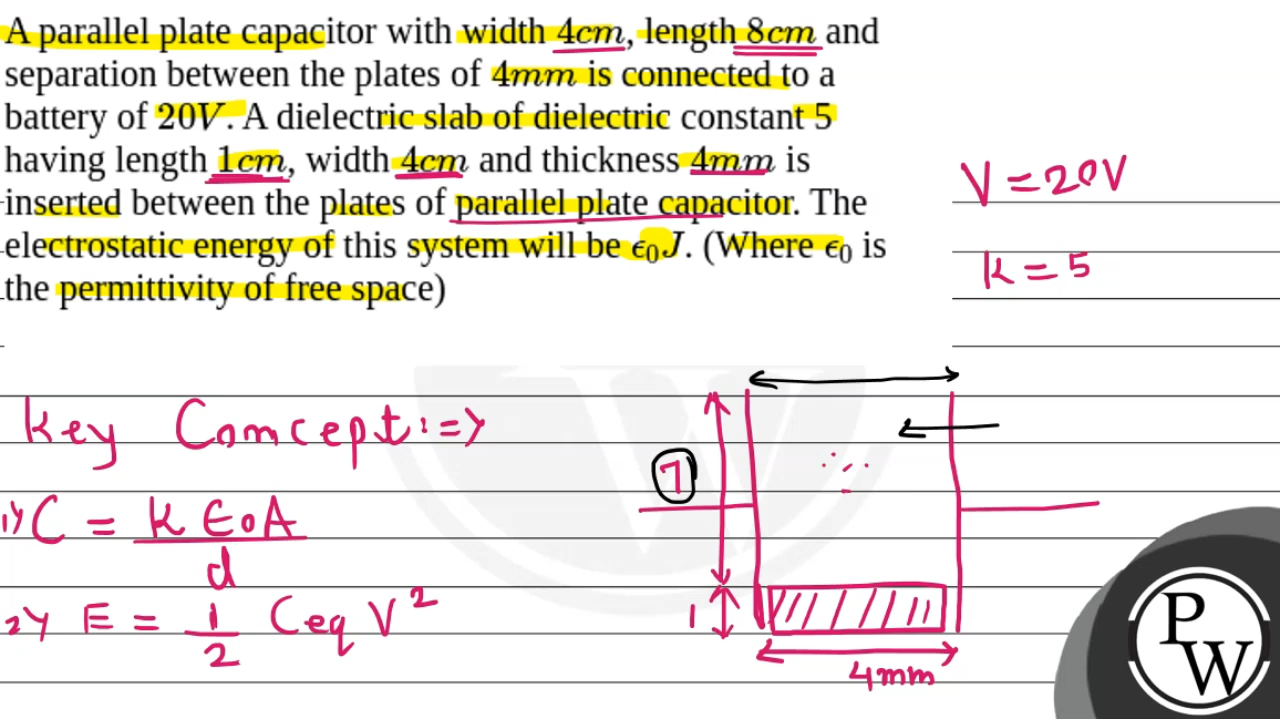 A parallel plate capacitor with width 4cm, length 8cm and
separation between the plates of 4mm is connected to a
battery of 20V. A dielectric slab of dielectric constant 5
having length 1cm, width 4cm and thickness 4mm is
inserted between the plates of parallel plate capacitor. The
electrostatic energy of this system will be ϵ₀J. (Where ϵ₀ is
the permittivity of free space)
V = 20V
k = 5
Key Comcept :=>
1) C = k ϵ₀A / d
2) E = 1/2 Ceq V²
7
1
4mm
PW